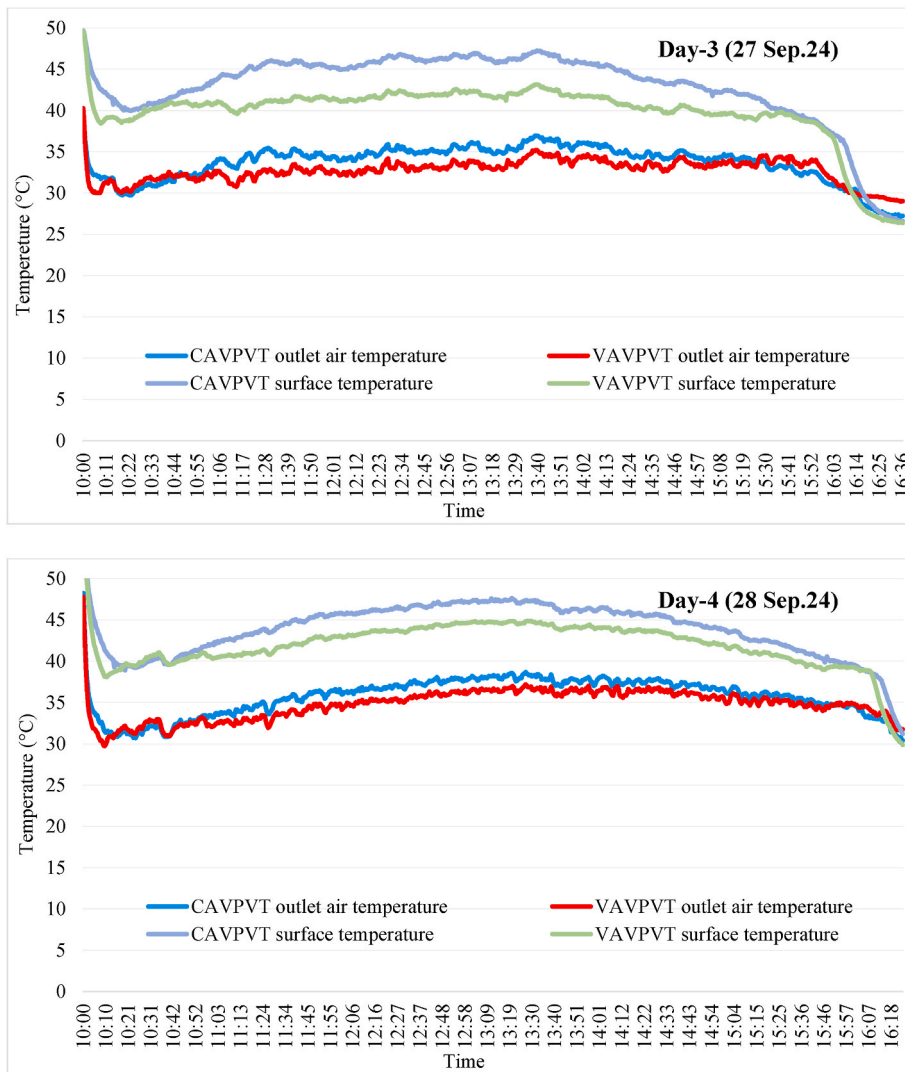 Day-3 (27 Sep.24)
50
45
40
35
30
25
20
15
10
5
0
Tempereture (°C)
CAVPVT outlet air temperature
VAVPVT outlet air temperature
CAVPVT surface temperature
VAVPVT surface temperature
10:00 10:11 10:22 10:33 10:44 10:55 11:06 11:17 11:28 11:39 11:50 12:01 12:12 12:23 12:34 12:45 12:56 13:07 13:18 13:29 13:40 13:51 14:02 14:13 14:24 14:35 14:46 14:57 15:08 15:19 15:30 15:41 15:52 16:03 16:14 16:25 16:36
Time
Day-4 (28 Sep.24)
50
45
40
35
30
25
20
15
10
5
0
Temperature (°C)
CAVPVT outlet air temperature
VAVPVT outlet air temperature
CAVPVT surface temperature
VAVPVT surface temperature
10:00 10:10 10:21 10:31 10:42 10:52 11:03 11:13 11:24 11:34 11:45 11:55 12:06 12:16 12:27 12:37 12:48 12:58 13:09 13:19 13:30 13:40 13:51 14:01 14:12 14:22 14:33 14:43 14:54 15:04 15:15 15:25 15:36 15:46 15:57 16:07 16:18
Time